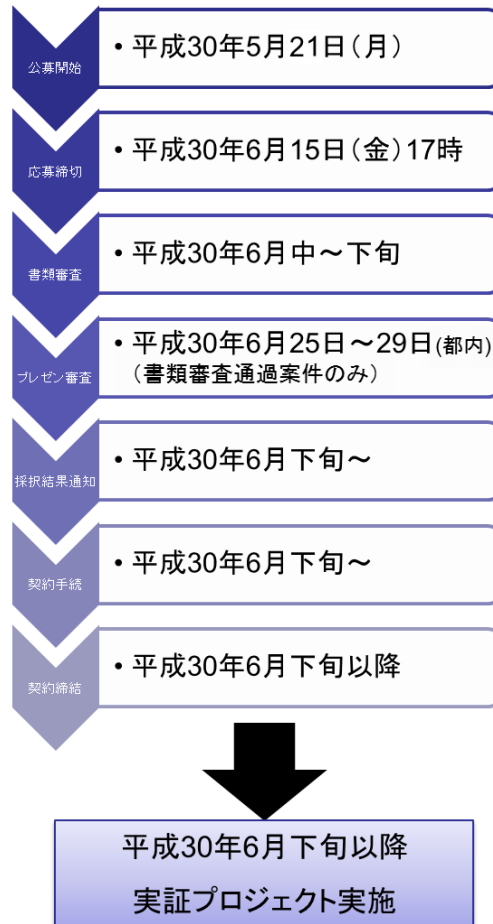 公募開始
• 平成30年5月21日（月）
応募締切
• 平成30年6月15日（金）17時
書類審査
• 平成30年6月中～下旬
プレゼン審査
• 平成30年6月25日～29日(都内)
（書類審査通過案件のみ）
採択結果通知
• 平成30年6月下旬～
契約手続
• 平成30年6月下旬～
契約締結
• 平成30年6月下旬以降
平成30年6月下旬以降
実証プロジェクト実施